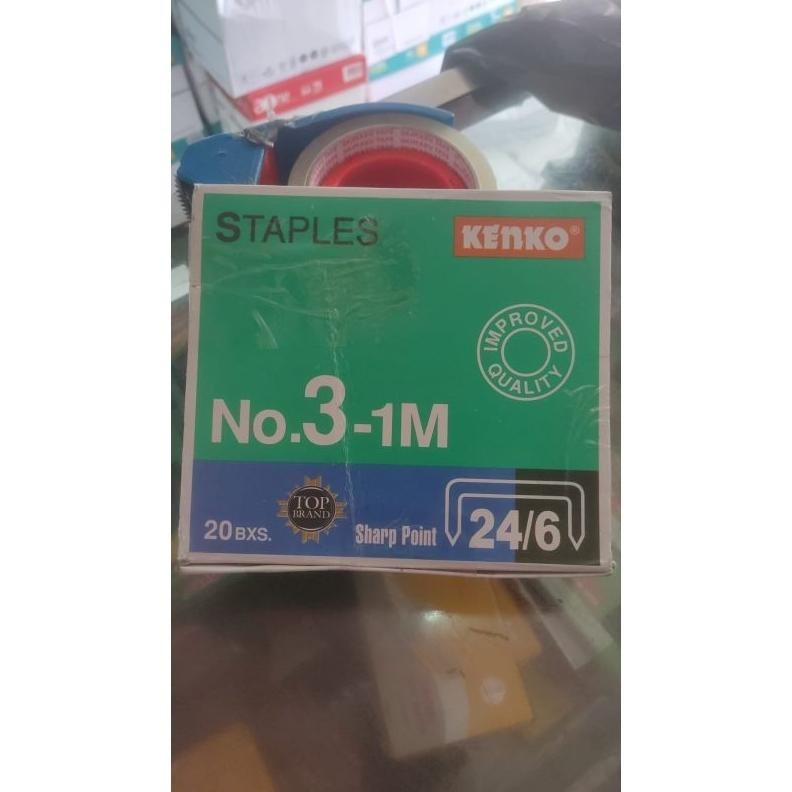 STAPLES
KENKO®
IMPROVED
QUALITY
No.3-1M
TOP
BRAND
20 BXS.
Sharp Point
24/6